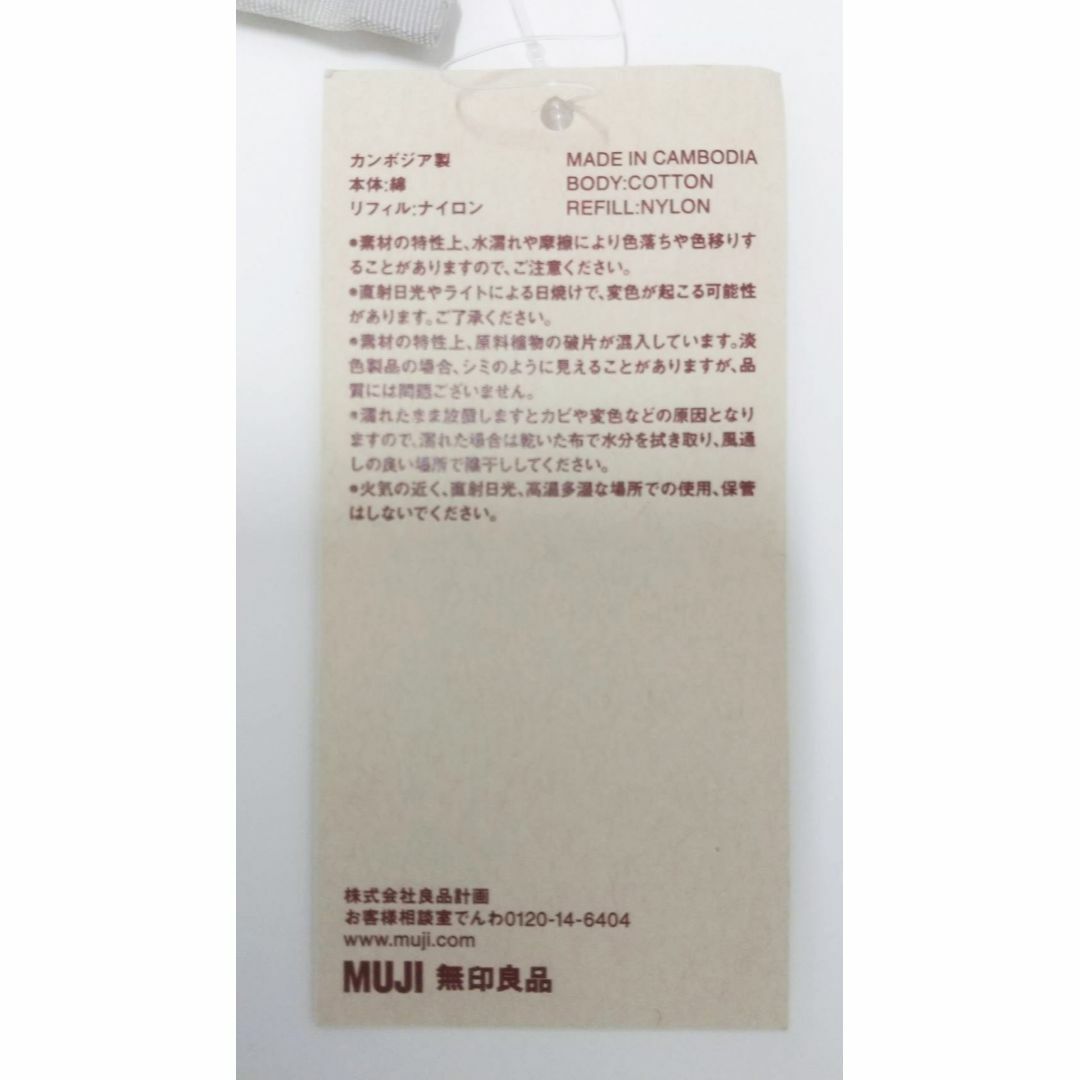 カンボジア製 MADE IN CAMBODIA
本体:綿 BODY:COTTON
リフィル:ナイロン REFILL:NYLON
●素材の特性上、水濡れや摩擦により色落ちや色移りす
ることがありますので、ご注意ください。
●直射日光やライトによる日焼けで、変色が起こる可能性
があります。ご了承ください。
●素材の特性上、原料植物の破片が混入しています。淡
色製品の場合、シミのように見えることがありますが、品
質には問題ございません。
●濡れたまま放置しますとカビや変色などの原因となり
ますので、濡れた場合は乾いた布で水分を拭き取り、風通
しの良い場所で陰干ししてください。
●火気の近く、直射日光、高温多湿な場所での使用、保管
はしないでください。
株式会社良品計画
お客様相談室でんわ0120-14-6404
www.muji.com
MUJI 無印良品